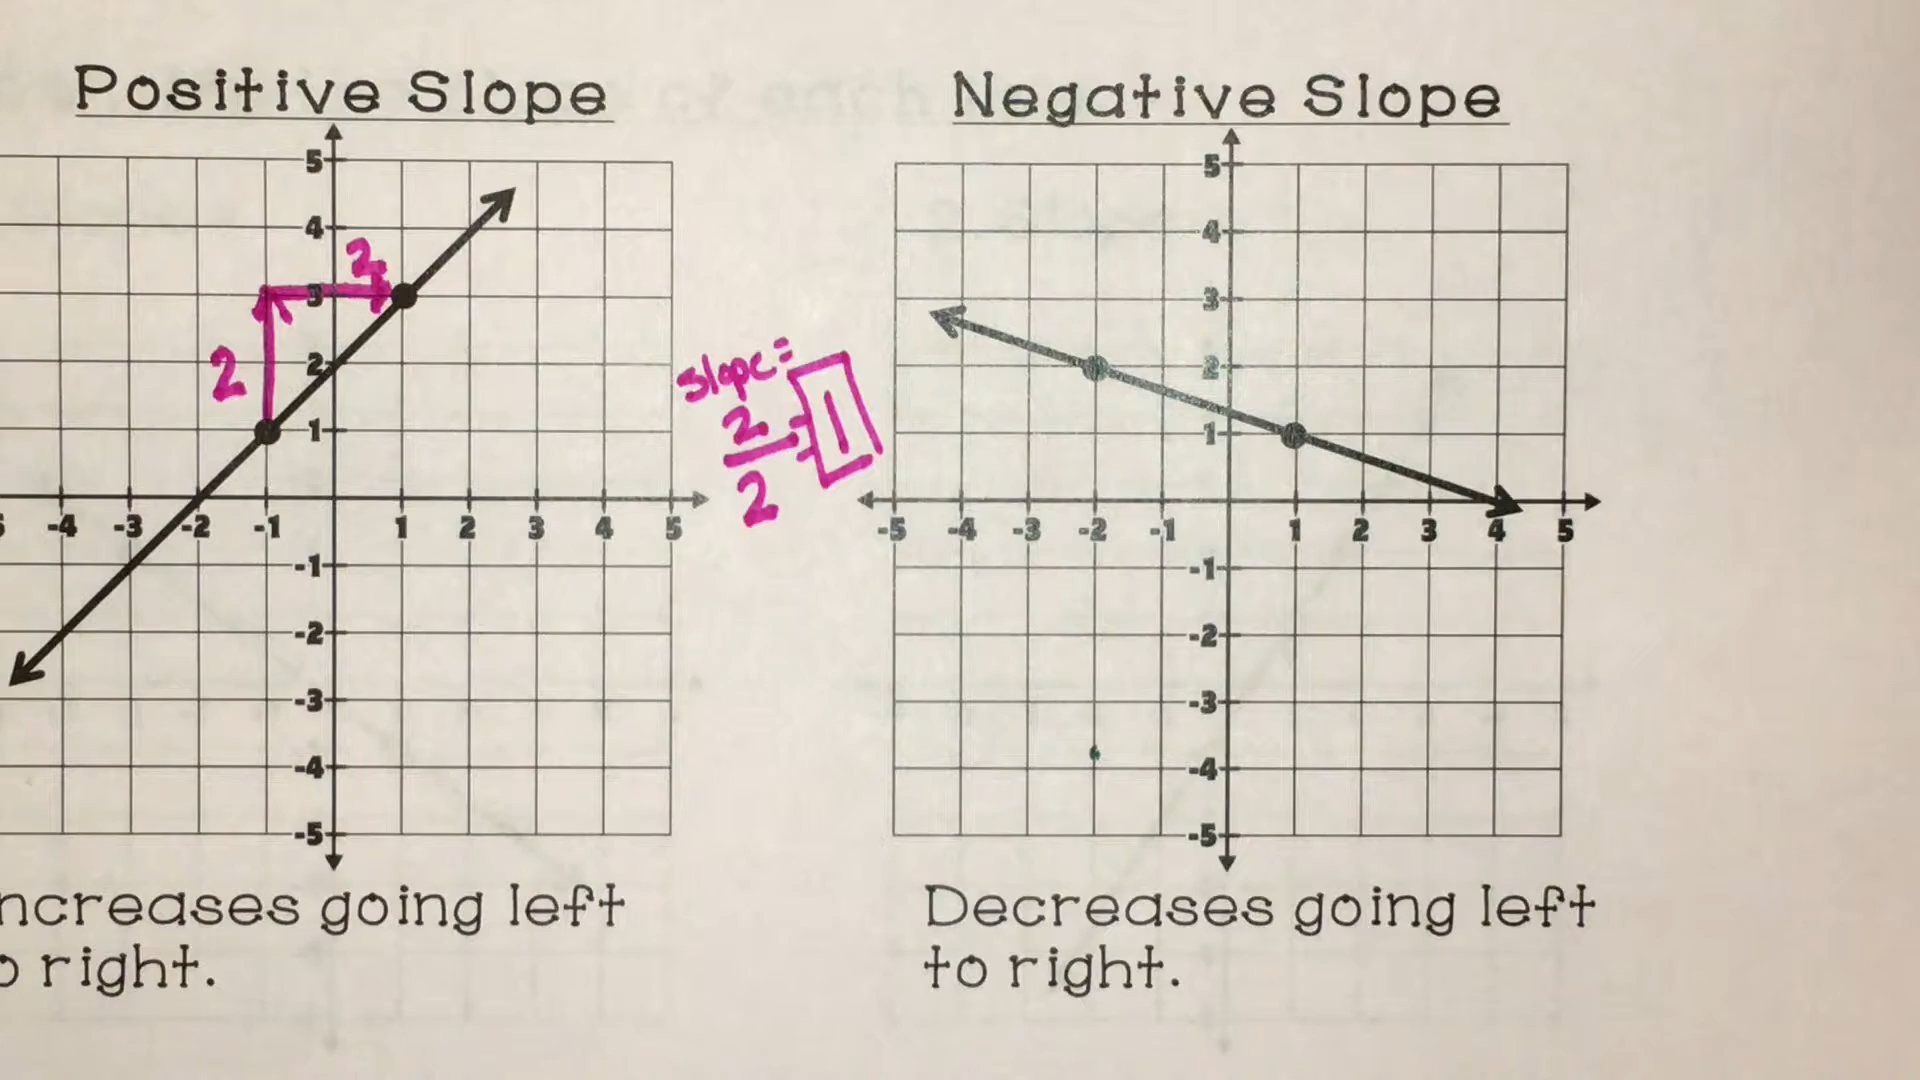 Positive Slope
5
4
3
2
1
-4 -3 -2 -1 1 2 3 4 5
-1
-2
-3
-4
-5
2
2
slope=
2
2
=1
ncreases going left
o right.
Negative Slope
5
4
3
2
1
-5 -4 -3 -2 -1 1 2 3 4 5
-1
-2
-3
-4
-5
Decreases going left
to right.